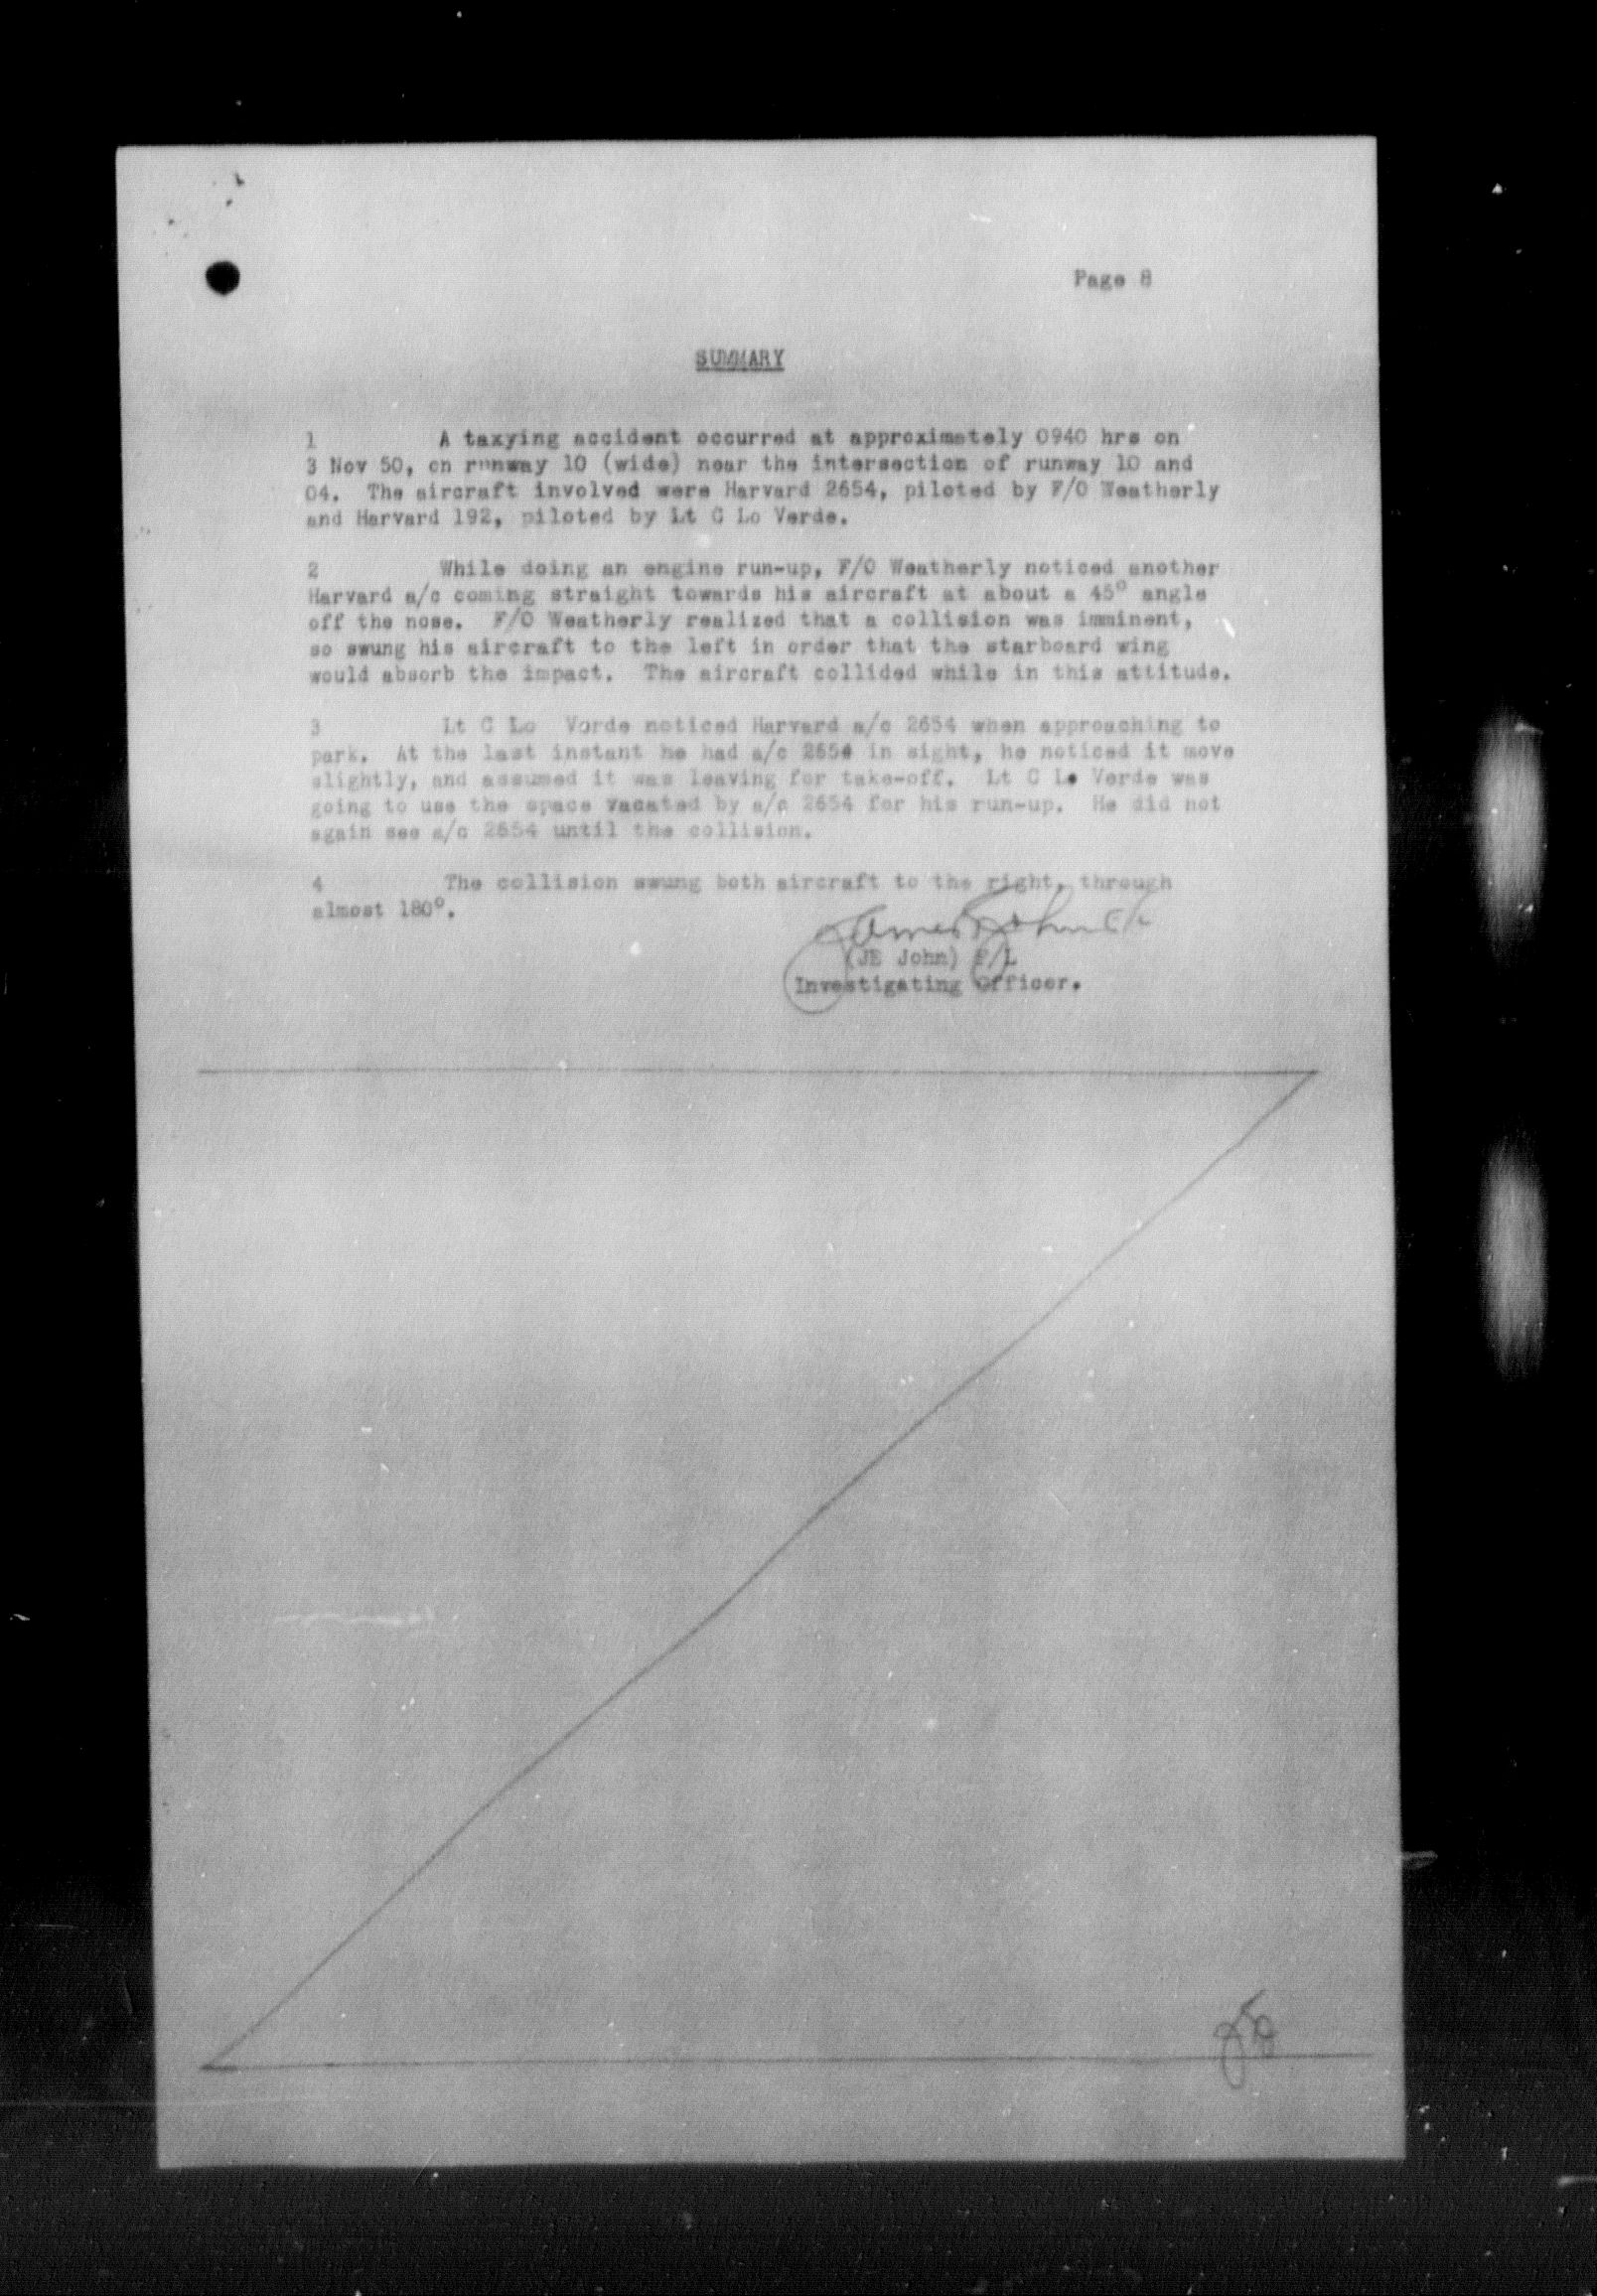 Page 8
SUMMARY
1 A taxying accident occurred at approximately 0940 hrs on
3 Nov 50, on runway 10 (wide) near the intersection of runway 10 and
04. The aircraft involved were Harvard 2654, piloted by F/O Weatherly
and Harvard 192, piloted by Lt C Lo Verde.
2 While doing an engine run-up, F/O Weatherly noticed another
Harvard a/c coming straight towards his aircraft at about a 45° angle
off the nose. F/O Weatherly realized that a collision was imminent,
so swung his aircraft to the left in order that the starboard wing
would absorb the impact. The aircraft collided while in this attitude.
3 Lt C Lo Verde noticed Harvard a/c 2654 when approaching to
park. At the last instant he had a/c 2654 in sight, he noticed it move
slightly, and assumed it was leaving for take-off. Lt C Lo Verde was
going to use the space vacated by a/c 2654 for his run-up. He did not
again see a/c 2654 until the collision.
4 The collision swung both aircraft to the right, through
almost 180°.
(JE John) F/L
Investigating Officer.